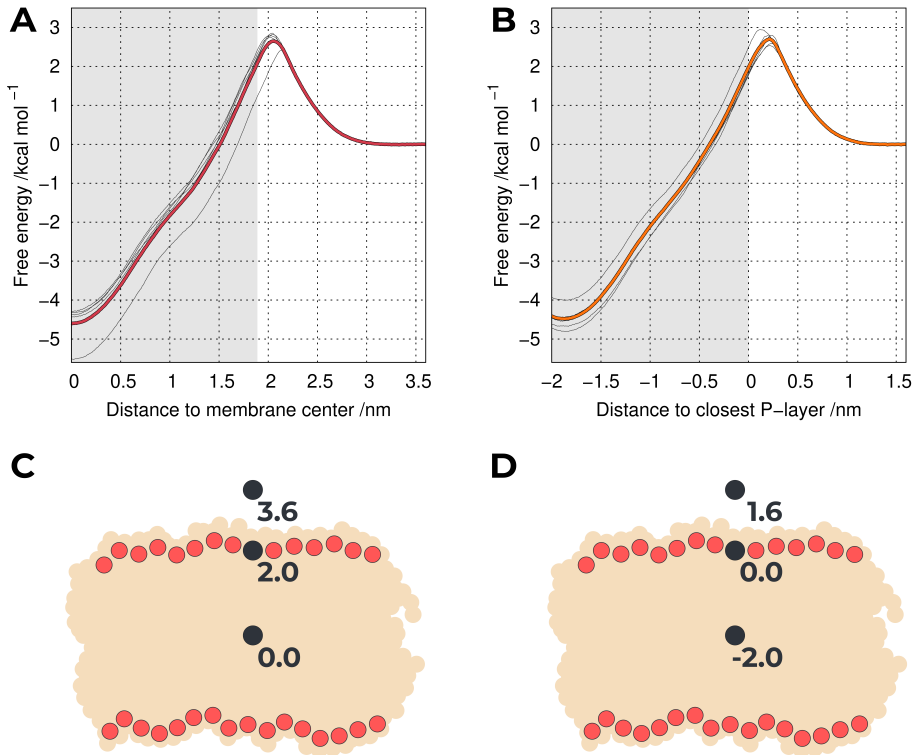 A
3
2
1
0
−1
−2
−3
−4
−5
Free energy /kcal mol⁻¹
0 0.5 1 1.5 2 2.5 3 3.5
Distance to membrane center /nm
B
3
2
1
0
−1
−2
−3
−4
−5
Free energy /kcal mol⁻¹
−2 −1.5 −1 −0.5 0 0.5 1 1.5
Distance to closest P−layer /nm
C
3.6
2.0
0.0
D
1.6
0.0
-2.0